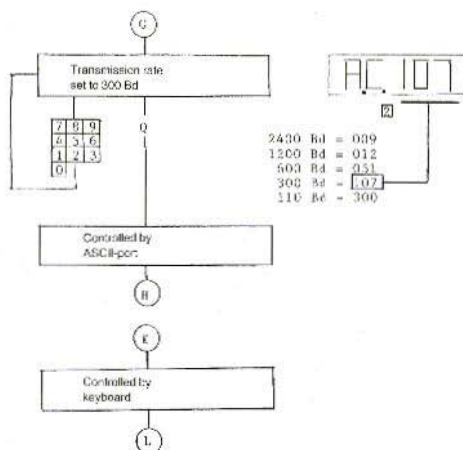 G
Transmission rate
set to 300 Bd
A.C. 107
2
7 8 9
4 5 6
1 2 3
0
Q
2400 Bd = 009
1200 Bd = 012
600 Bd = 051
300 Bd = 107
110 Bd = 300
Controlled by
ASCII-port
H
K
Controlled by
keyboard
L